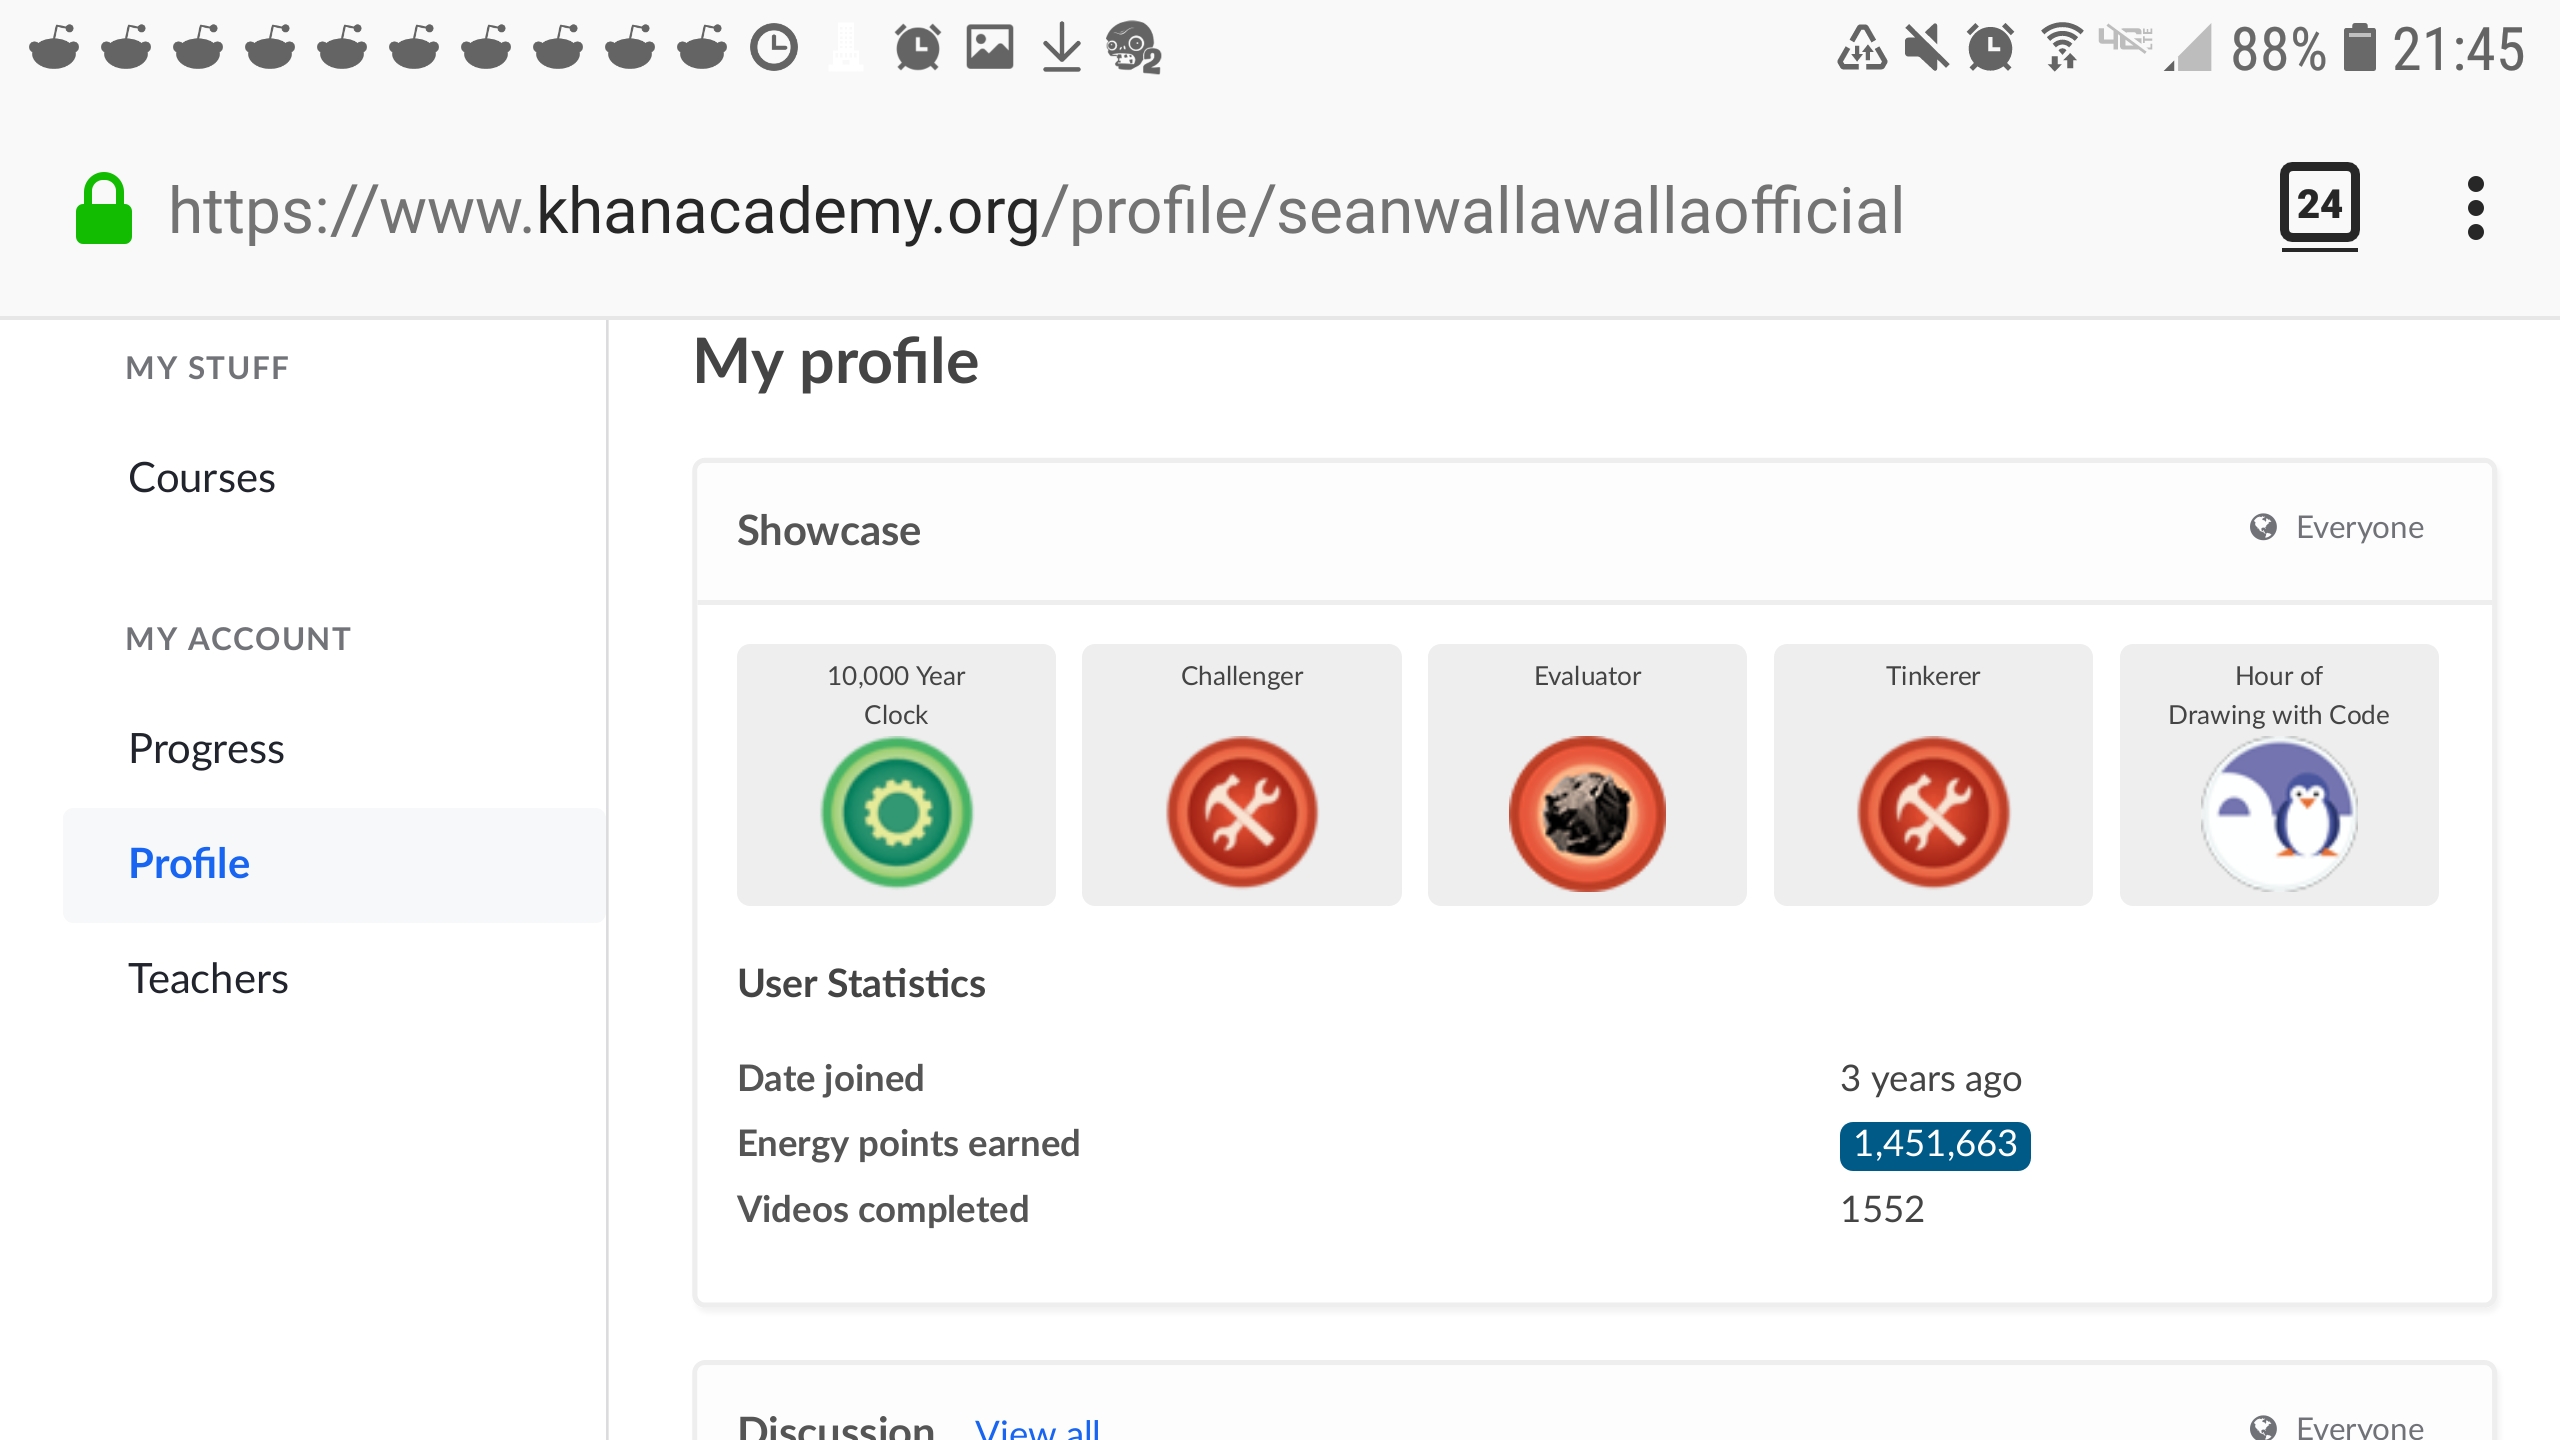 2
88% 21:45
https://www.khanacademy.org/profile/seanwallawallaofficial
24
MY STUFF
Courses
MY ACCOUNT
Progress
Profile
Teachers
My profile
Showcase
Everyone
10,000 Year
Clock
Challenger
Evaluator
Tinkerer
Hour of
Drawing with Code
User Statistics
Date joined 3 years ago
Energy points earned 1,451,663
Videos completed 1552
Discussion View all
Everyone